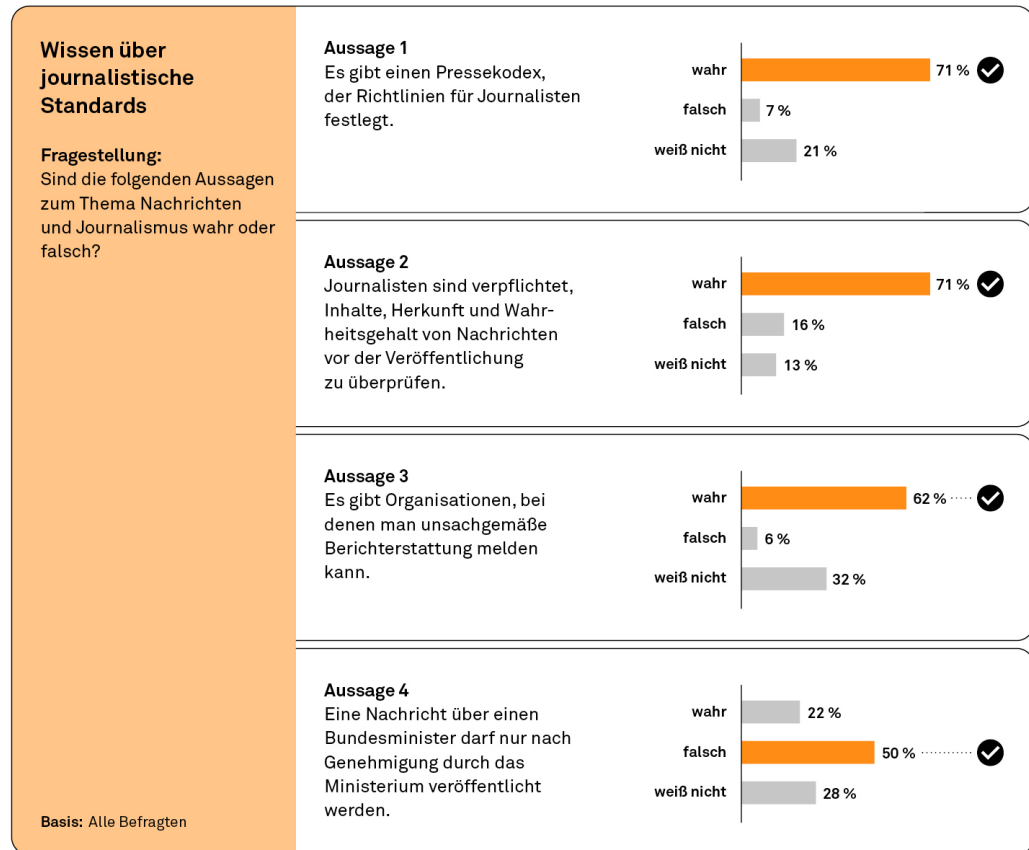 Wissen über
journalistische
Standards
Fragestellung:
Sind die folgenden Aussagen
zum Thema Nachrichten
und Journalismus wahr oder
falsch?
Basis: Alle Befragten
Aussage 1
Es gibt einen Pressekodex,
der Richtlinien für Journalisten
festlegt.
wahr 71 %
falsch 7 %
weiß nicht 21 %
Aussage 2
Journalisten sind verpflichtet,
Inhalte, Herkunft und Wahr-
heitsgehalt von Nachrichten
vor der Veröffentlichung
zu überprüfen.
wahr 71 %
falsch 16 %
weiß nicht 13 %
Aussage 3
Es gibt Organisationen, bei
denen man unsachgemäße
Berichterstattung melden
kann.
wahr 62 %
falsch 6 %
weiß nicht 32 %
Aussage 4
Eine Nachricht über einen
Bundesminister darf nur nach
Genehmigung durch das
Ministerium veröffentlicht
werden.
wahr 22 %
falsch 50 %
weiß nicht 28 %